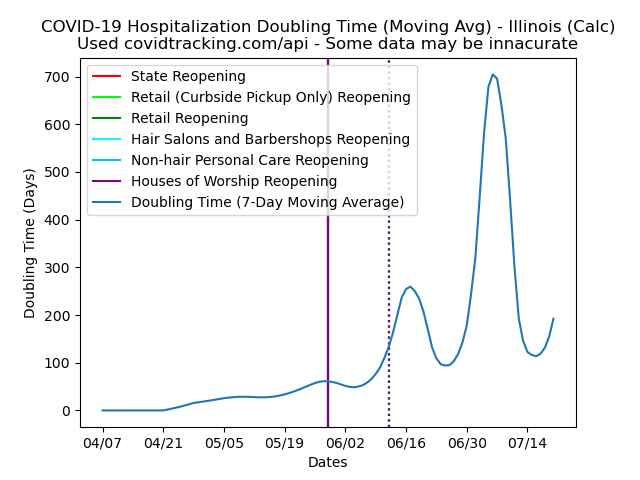 COVID-19 Hospitalization Doubling Time (Moving Avg) - Illinois (Calc)
Used covidtracking.com/api - Some data may be innacurate
State Reopening
Retail (Curbside Pickup Only) Reopening
Retail Reopening
Hair Salons and Barbershops Reopening
Non-hair Personal Care Reopening
Houses of Worship Reopening
Doubling Time (7-Day Moving Average)
Doubling Time (Days)
700
600
500
400
300
200
100
0
04/07 04/21 05/05 05/19 06/02 06/16 06/30 07/14
Dates